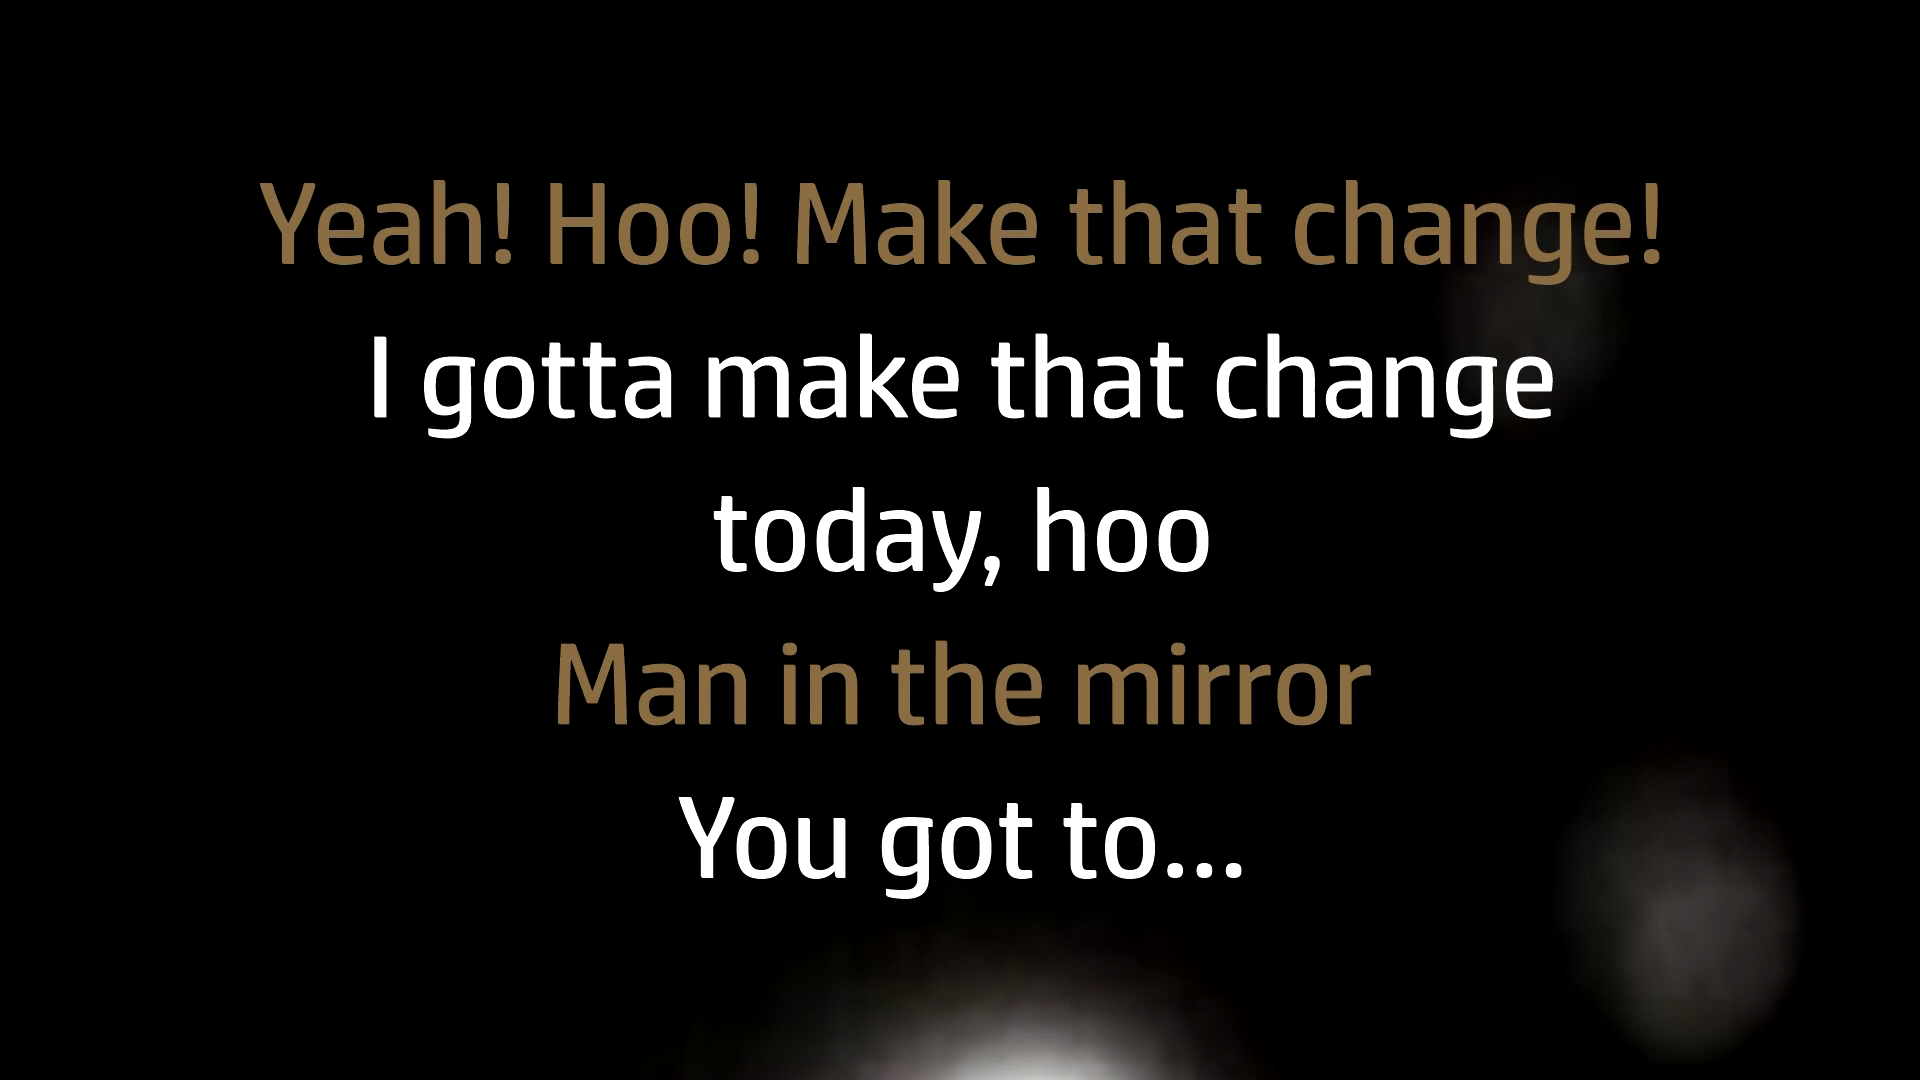 Yeah! Hoo! Make that change!
I gotta make that change
today, hoo
Man in the mirror
You got to...